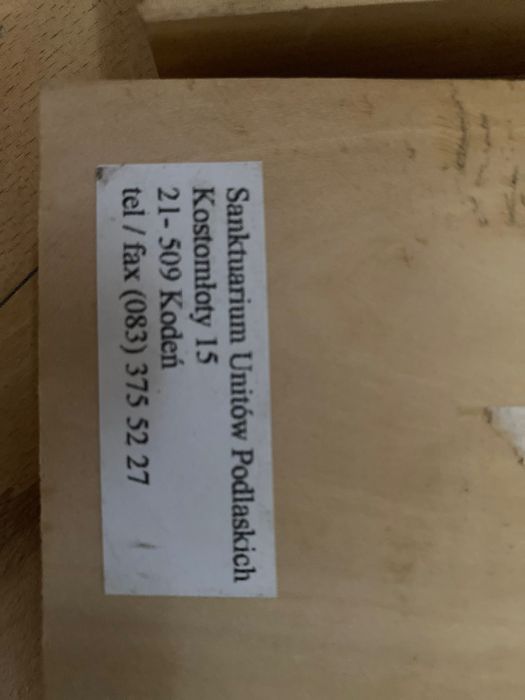 Sanktuarium Unitów Podlaskich
Kostomłoty 15
21- 509 Kodeń
tel / fax (083) 375 52 27